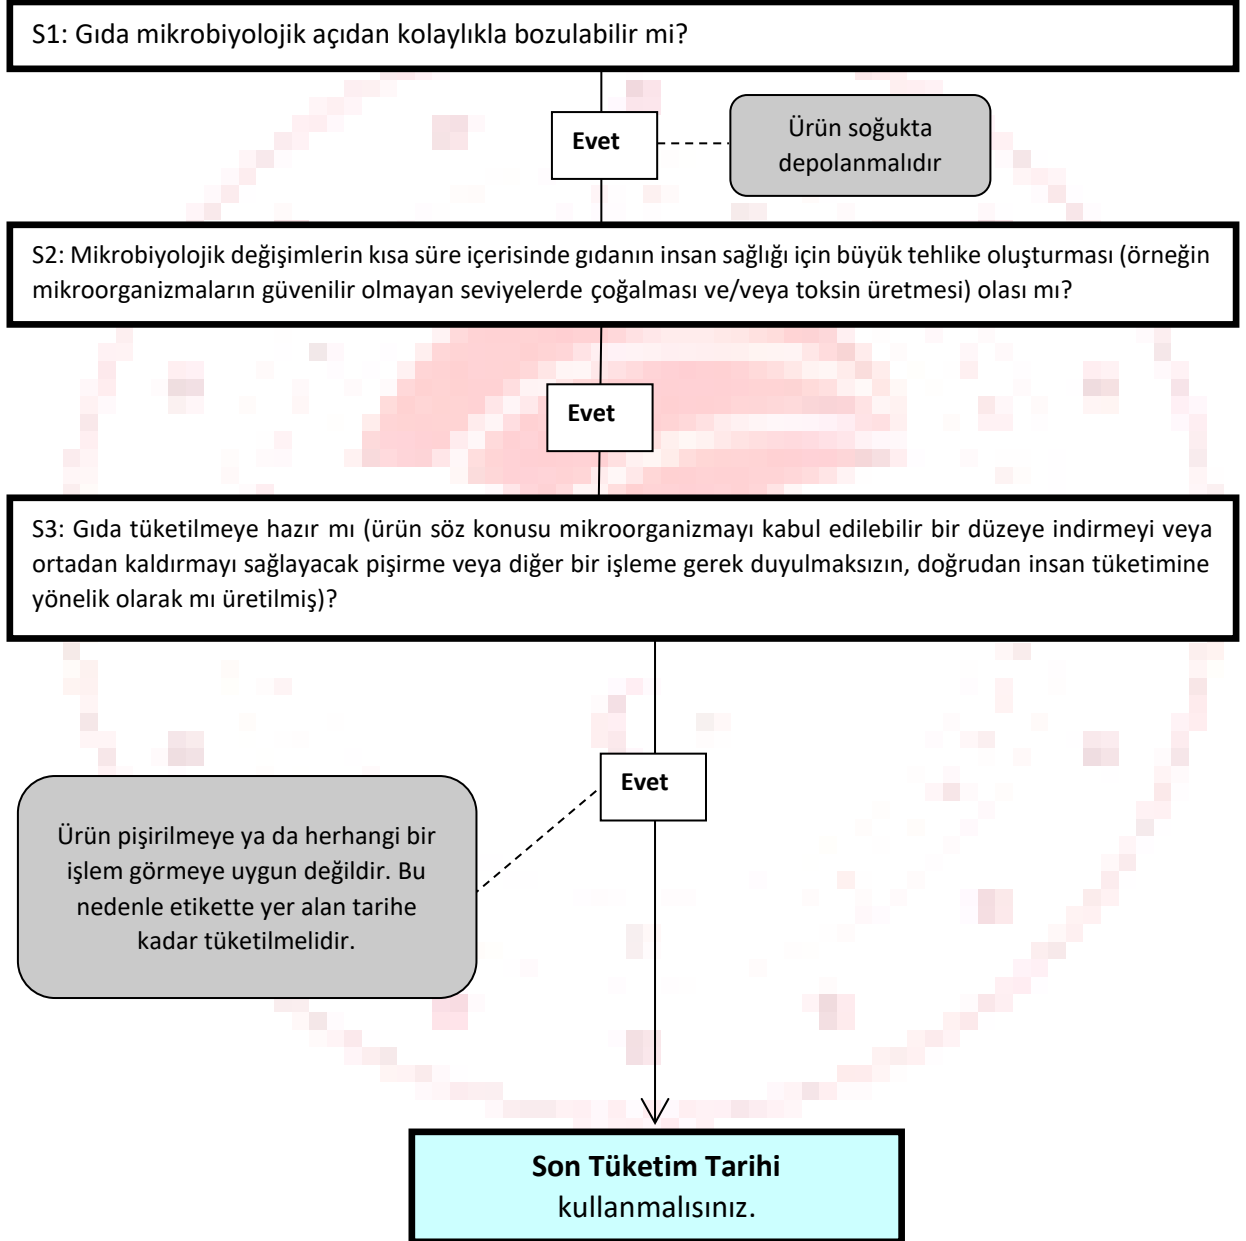 S1: Gıda mikrobiyolojik açıdan kolaylıkla bozulabilir mi?
Evet
Ürün soğukta
depolanmalıdır
S2: Mikrobiyolojik değişimlerin kısa süre içerisinde gıdanın insan sağlığı için büyük tehlike oluşturması (örneğin
mikroorganizmaların güvenilir olmayan seviyelerde çoğalması ve/veya toksin üretmesi) olası mı?
Evet
S3: Gıda tüketilmeye hazır mı (ürün söz konusu mikroorganizmayı kabul edilebilir bir düzeye indirmeyi veya
ortadan kaldırmayı sağlayacak pişirme veya diğer bir işleme gerek duyulmaksızın, doğrudan insan tüketimine
yönelik olarak mı üretilmiş)?
Evet
Ürün pişirilmeye ya da herhangi bir
işlem görmeye uygun değildir. Bu
nedenle etikette yer alan tarihe
kadar tüketilmelidir.
Son Tüketim Tarihi
kullanmalısınız.